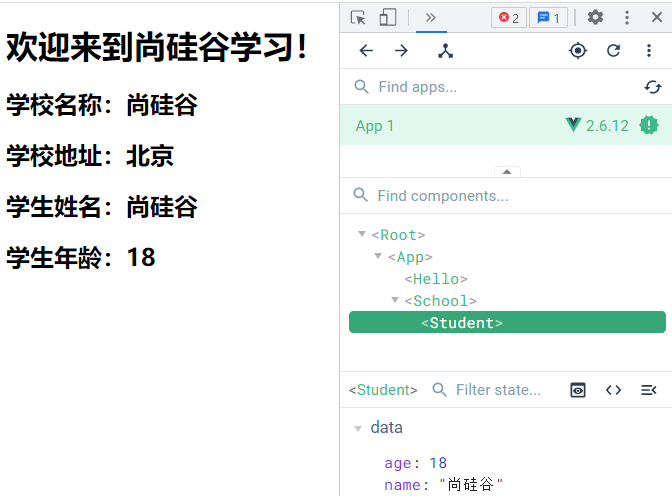 欢迎来到尚硅谷学习！
学校名称：尚硅谷
学校地址：北京
学生姓名：尚硅谷
学生年龄：18
2
1
Find apps...
App 1
2.6.12
Find components...
<Root>
<App>
<Hello>
<School>
<Student>
<Student>
Filter state...
data
age: 18
name: "尚硅谷"